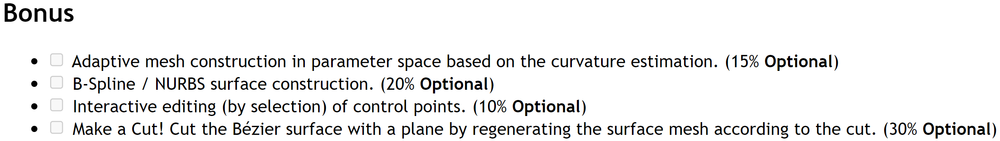 Bonus
Adaptive mesh construction in parameter space based on the curvature estimation. (15% Optional)
B-Spline / NURBS surface construction. (20% Optional)
Interactive editing (by selection) of control points. (10% Optional)
Make a Cut! Cut the Bézier surface with a plane by regenerating the surface mesh according to the cut. (30% Optional)